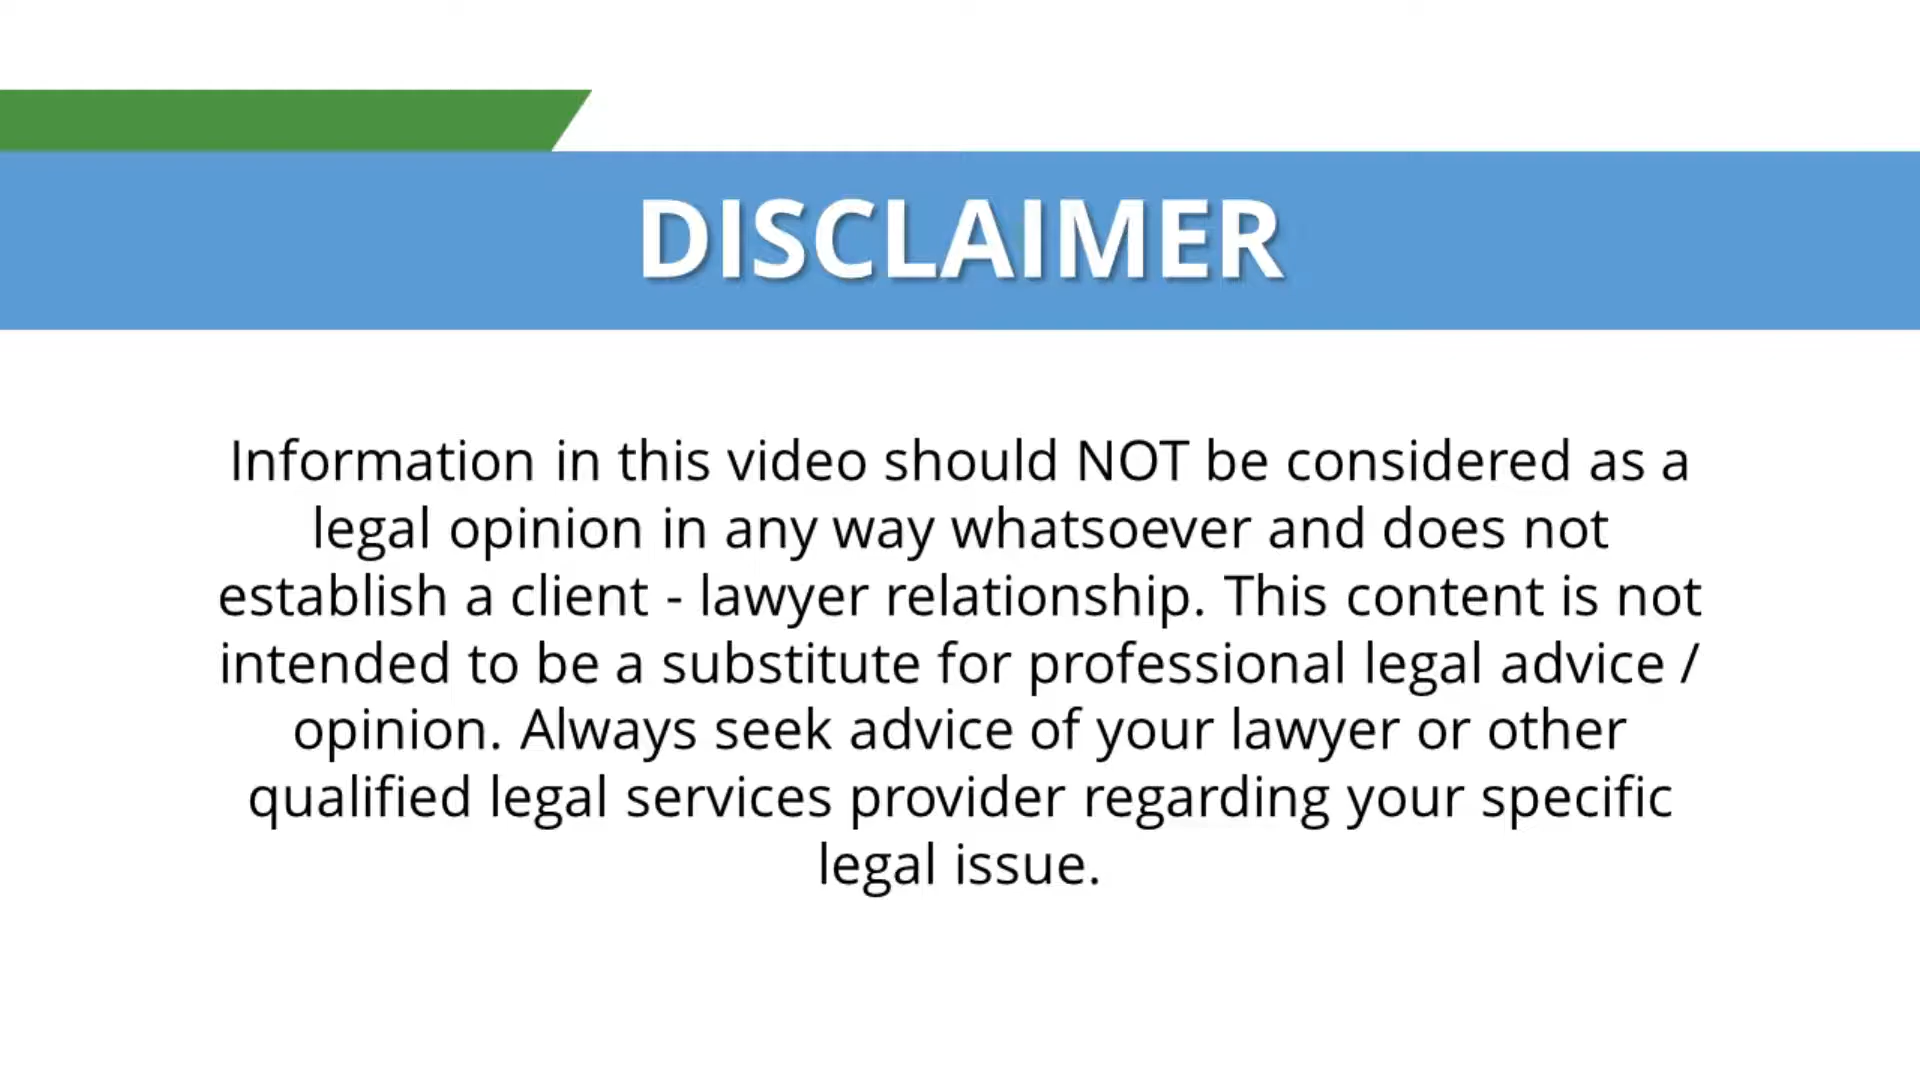 DISCLAIMER
Information in this video should NOT be considered as a
legal opinion in any way whatsoever and does not
establish a client - lawyer relationship. This content is not
intended to be a substitute for professional legal advice /
opinion. Always seek advice of your lawyer or other
qualified legal services provider regarding your specific
legal issue.